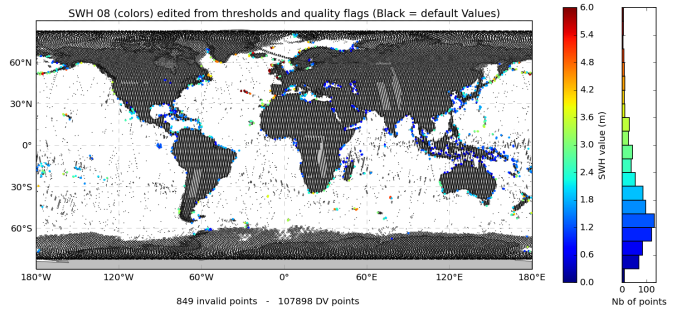 SWH 08 (colors) edited from thresholds and quality flags (Black = default Values)
60°N
30°N
0°
30°S
60°S
180°W
120°W
60°W
0°
60°E
120°E
180°E
849 invalid points - 107898 DV points
6.0
5.4
4.8
4.2
3.6
3.0
2.4
1.8
1.2
0.6
0.0
SWH value (m)
0
100
Nb of points